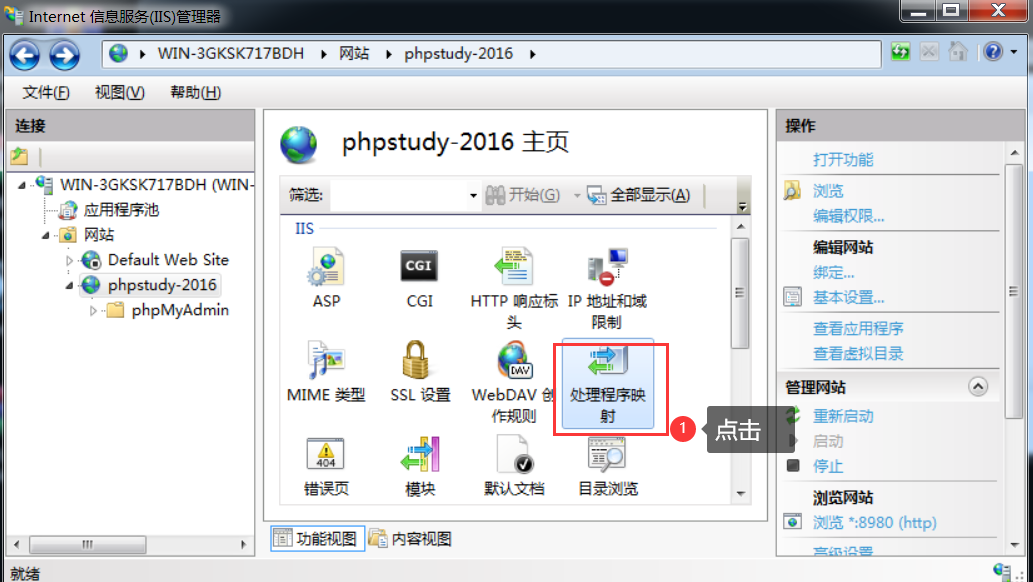 Internet 信息服务(IIS)管理器
WIN-3GKSK717BDH 网站 phpstudy-2016
文件(F) 视图(V) 帮助(H)
连接
WIN-3GKSK717BDH (WIN-
应用程序池
网站
Default Web Site
phpstudy-2016
phpMyAdmin
phpstudy-2016 主页
筛选: 开始(G) 全部显示(A)
IIS
ASP
CGI
HTTP 响应标
头
IP 地址和域
限制
MIME 类型
SSL 设置
WebDAV 创
作规则
处理程序映
射
1 点击
404
错误页
模块
默认文档
目录浏览
功能视图 内容视图
操作
打开功能
浏览
编辑权限...
编辑网站
绑定...
基本设置...
查看应用程序
查看虚拟目录
管理网站
重新启动
启动
停止
浏览网站
浏览 *:8980 (http)
高级设置
就绪